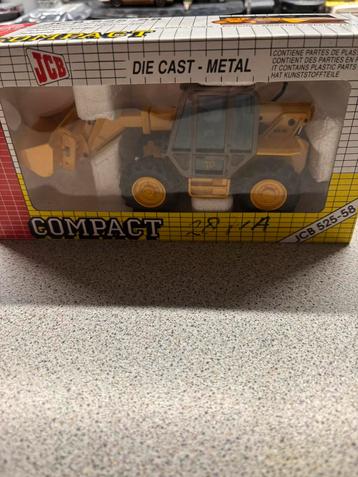 COMPACT
JCB
DIE CAST - METAL
CONTIENE PARTES DE PLAS
CONTIENT DES PARTIES EN P
IT CONTAINS PLASTIC PARTS
HAT KUNSTSTOFFTEILE
COMPACT
JCB 525-58